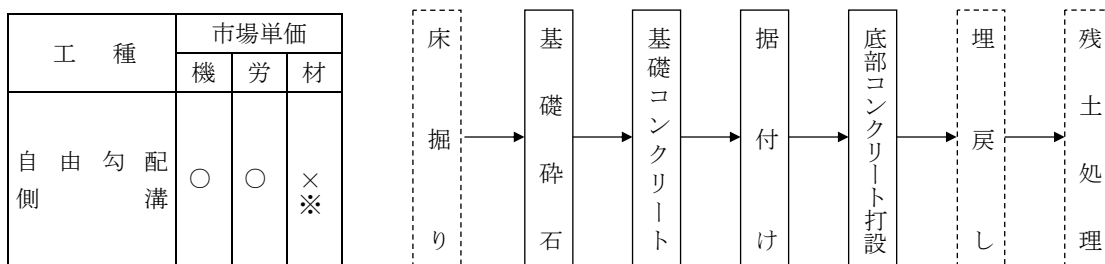 工種
市場単価
機
労
材
自由勾配
側溝
○
○
×
※
床掘り
基礎砕石
基礎コンクリート
据付け
底部コンクリート打設
埋戻し
残土処理